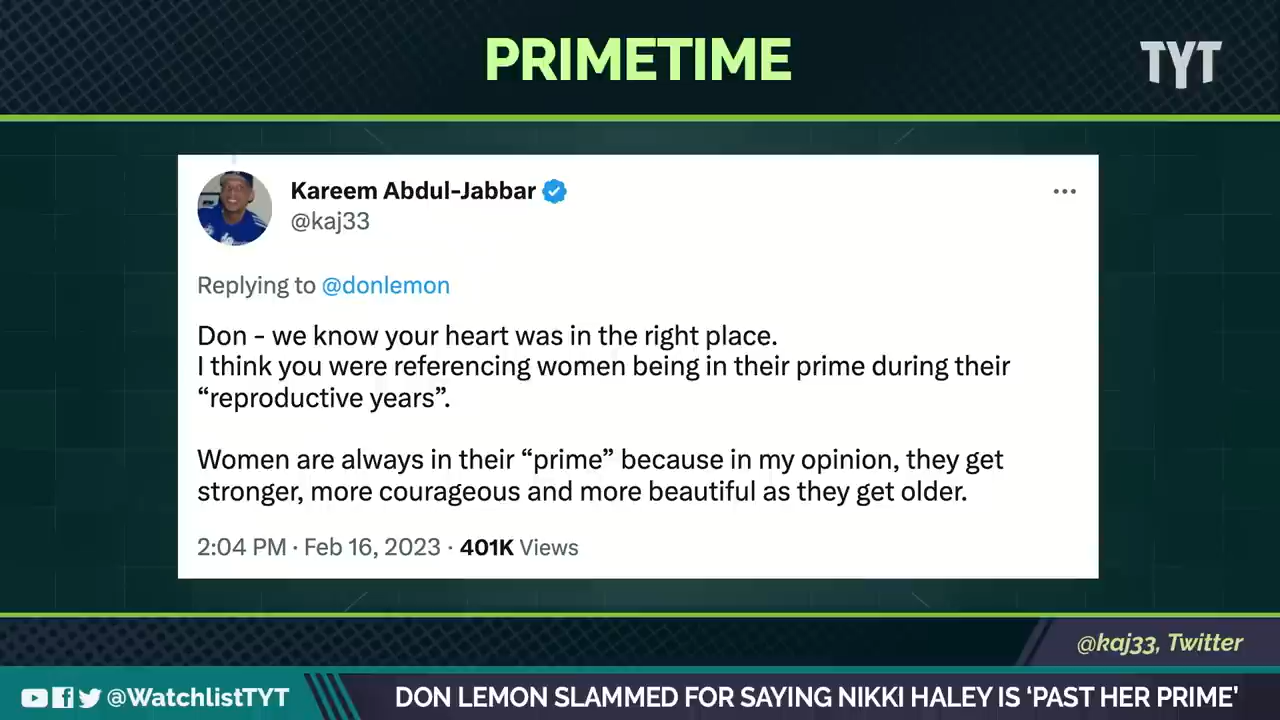 PRIMETIME
TYT
Kareem Abdul-Jabbar
@kaj33
Replying to @donlemon
Don - we know your heart was in the right place.
I think you were referencing women being in their prime during their
“reproductive years”.
Women are always in their “prime” because in my opinion, they get
stronger, more courageous and more beautiful as they get older.
2:04 PM · Feb 16, 2023 · 401K Views
@kaj33, Twitter
@WatchlistTYT
DON LEMON SLAMMED FOR SAYING NIKKI HALEY IS ‘PAST HER PRIME’